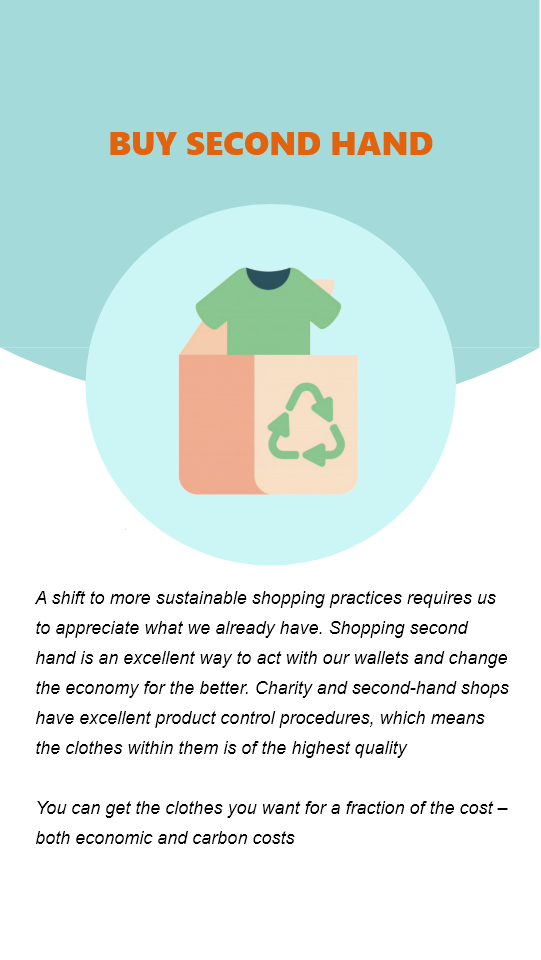 BUY SECOND HAND
A shift to more sustainable shopping practices requires us
to appreciate what we already have. Shopping second
hand is an excellent way to act with our wallets and change
the economy for the better. Charity and second-hand shops
have excellent product control procedures, which means
the clothes within them is of the highest quality
You can get the clothes you want for a fraction of the cost –
both economic and carbon costs